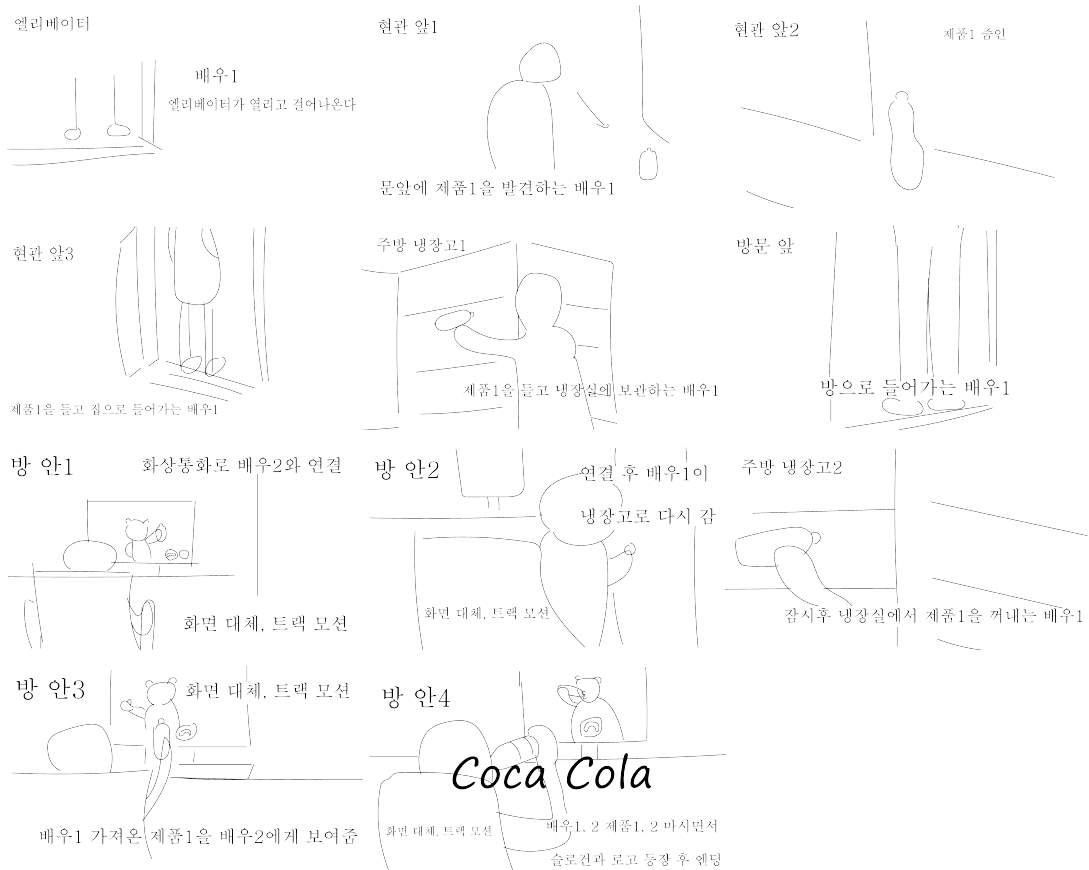 엘리베이터
배우1
엘리베이터가 열리고 걸어나온다
현관 앞1
문앞에 제품1을 발견하는 배우1
현관 앞2
제품1 줌인
현관 앞3
제품1을 들고 집으로 들어가는 배우1
주방 냉장고1
제품1을 들고 냉장실에 보관하는 배우1
방문 앞
방으로 들어가는 배우1
방 안1
화상통화로 배우2와 연결
화면 대체, 트랙 모션
방 안2
연결 후 배우1이
냉장고로 다시 감
화면 대체, 트랙 모션
주방 냉장고2
잠시후 냉장실에서 제품1을 꺼내는 배우1
방 안3
화면 대체, 트랙 모션
배우1 가져온 제품1을 배우2에게 보여줌
방 안4
Coca Cola
화면 대체, 트랙 모션
배우1, 2 제품1, 2 마시면서
슬로건과 로고 등장 후 엔딩